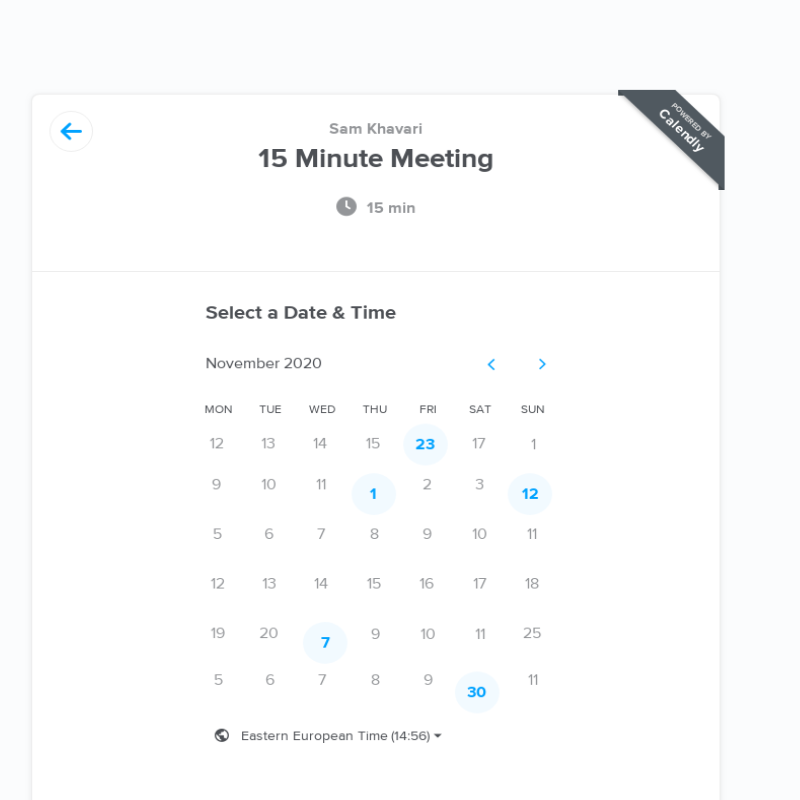 POWERED BY
Calendly
Sam Khavari
15 Minute Meeting
15 min
Select a Date & Time
November 2020
MON TUE WED THU FRI SAT SUN
12 13 14 15 23 17 1
9 10 11 1 2 3 12
5 6 7 8 9 10 11
12 13 14 15 16 17 18
19 20 7 9 10 11 25
5 6 7 8 9 30 11
Eastern European Time (14:56)